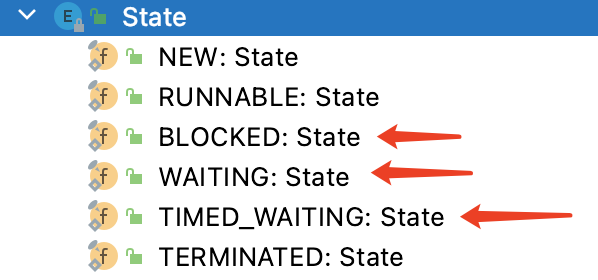 E State
f NEW: State
f RUNNABLE: State
f BLOCKED: State
f WAITING: State
f TIMED_WAITING: State
f TERMINATED: State